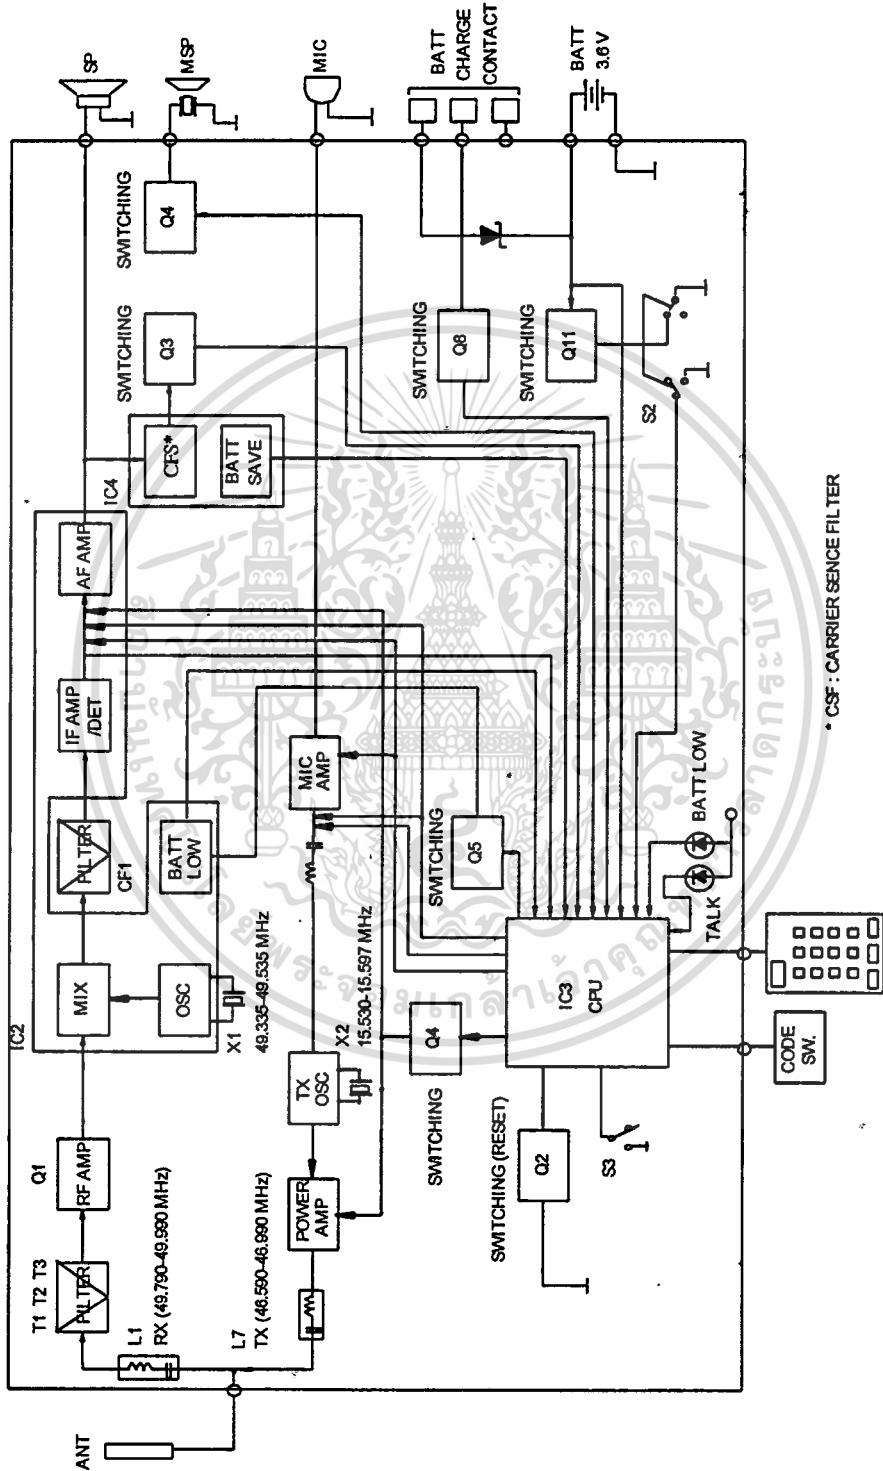 ANT
L1
RX (49.790-49.990 MHz)
L7
TX (46.590-46.990 MHz)
T1 T2 T3
PILTER
Q1
RF AMP
IC2
MIX
OSC
X1
49.335-49.535 MHz
PILTER
CF1
BATT
LOW
IF AMP
/DET
AF AMP
IC4
CFS*
BATT
SAVE
SWITCHING
Q3
SWITCHING
Q4
SP
MSP
MIC
BATT
CHARGE
CONTACT
BATT
3.6 V
POWER
AMP
TX
OSC
X2
15.530-15.597 MHz
MIC
AMP
SWITCHING
Q4
SWITCHING
Q5
SWITCHING
Q8
SWITCHING
Q11
S2
SWITCHING (RESET)
Q2
S3
IC3
CPU
TALK
BATT LOW
CODE
SW.
* CSF : CARRIER SENCE FILTER